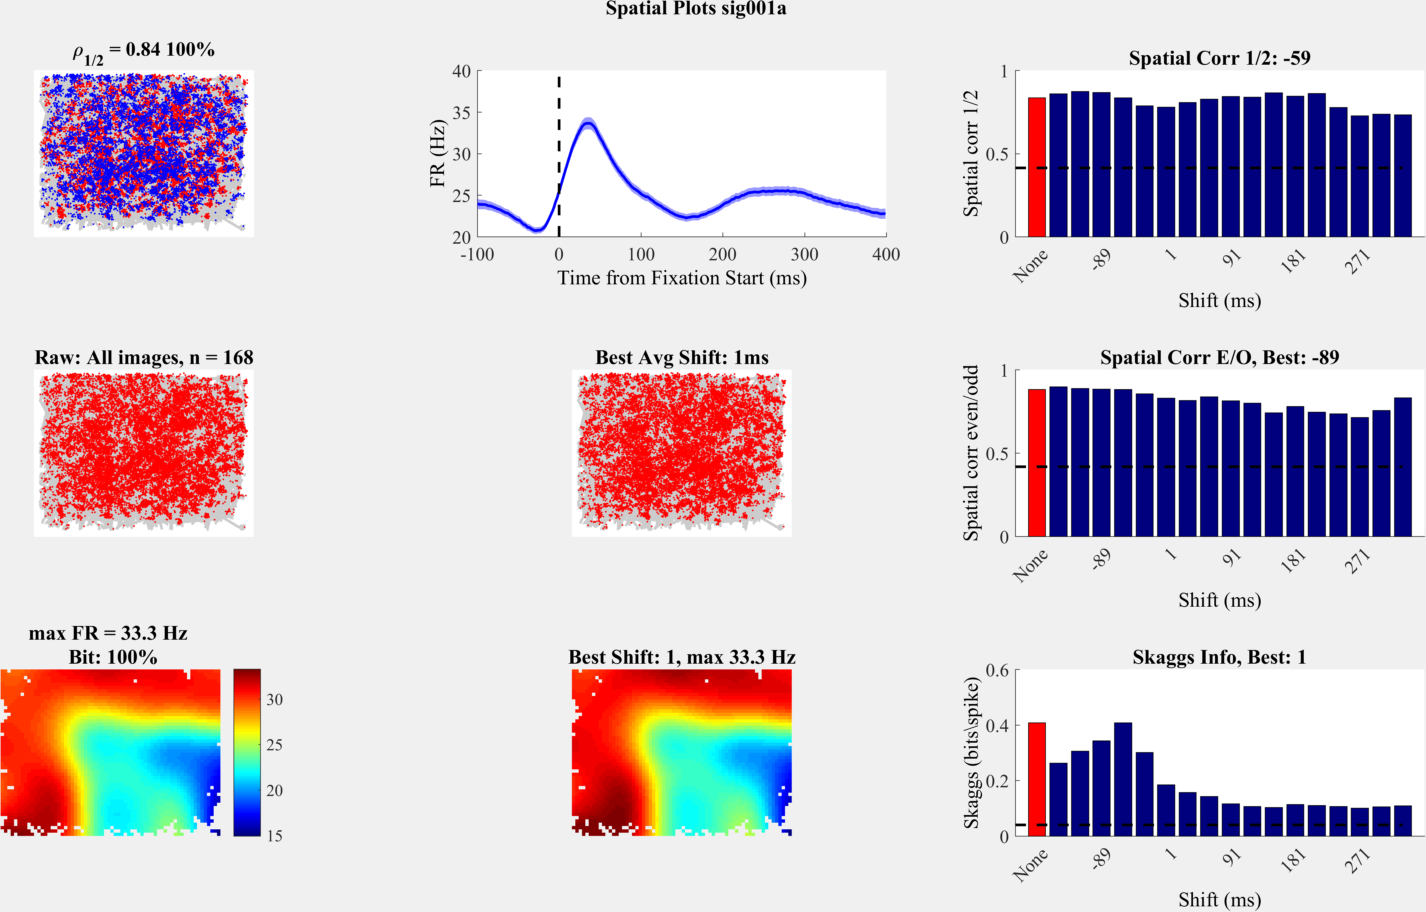 Spatial Plots sig001a
ρ1/2 = 0.84 100%
40
35
30
25
20
FR (Hz)
-100 0 100 200 300 400
Time from Fixation Start (ms)
Spatial Corr 1/2: -59
1
0.5
0
Spatial corr 1/2
None -89 1 91 181 271
Shift (ms)
Raw: All images, n = 168
Best Avg Shift: 1ms
Spatial Corr E/O, Best: -89
1
0.5
0
Spatial corr even/odd
None -89 1 91 181 271
Shift (ms)
max FR = 33.3 Hz
Bit: 100%
30
25
20
15
Best Shift: 1, max 33.3 Hz
Skaggs Info, Best: 1
0.6
0.4
0.2
0
Skaggs (bits\spike)
None -89 1 91 181 271
Shift (ms)